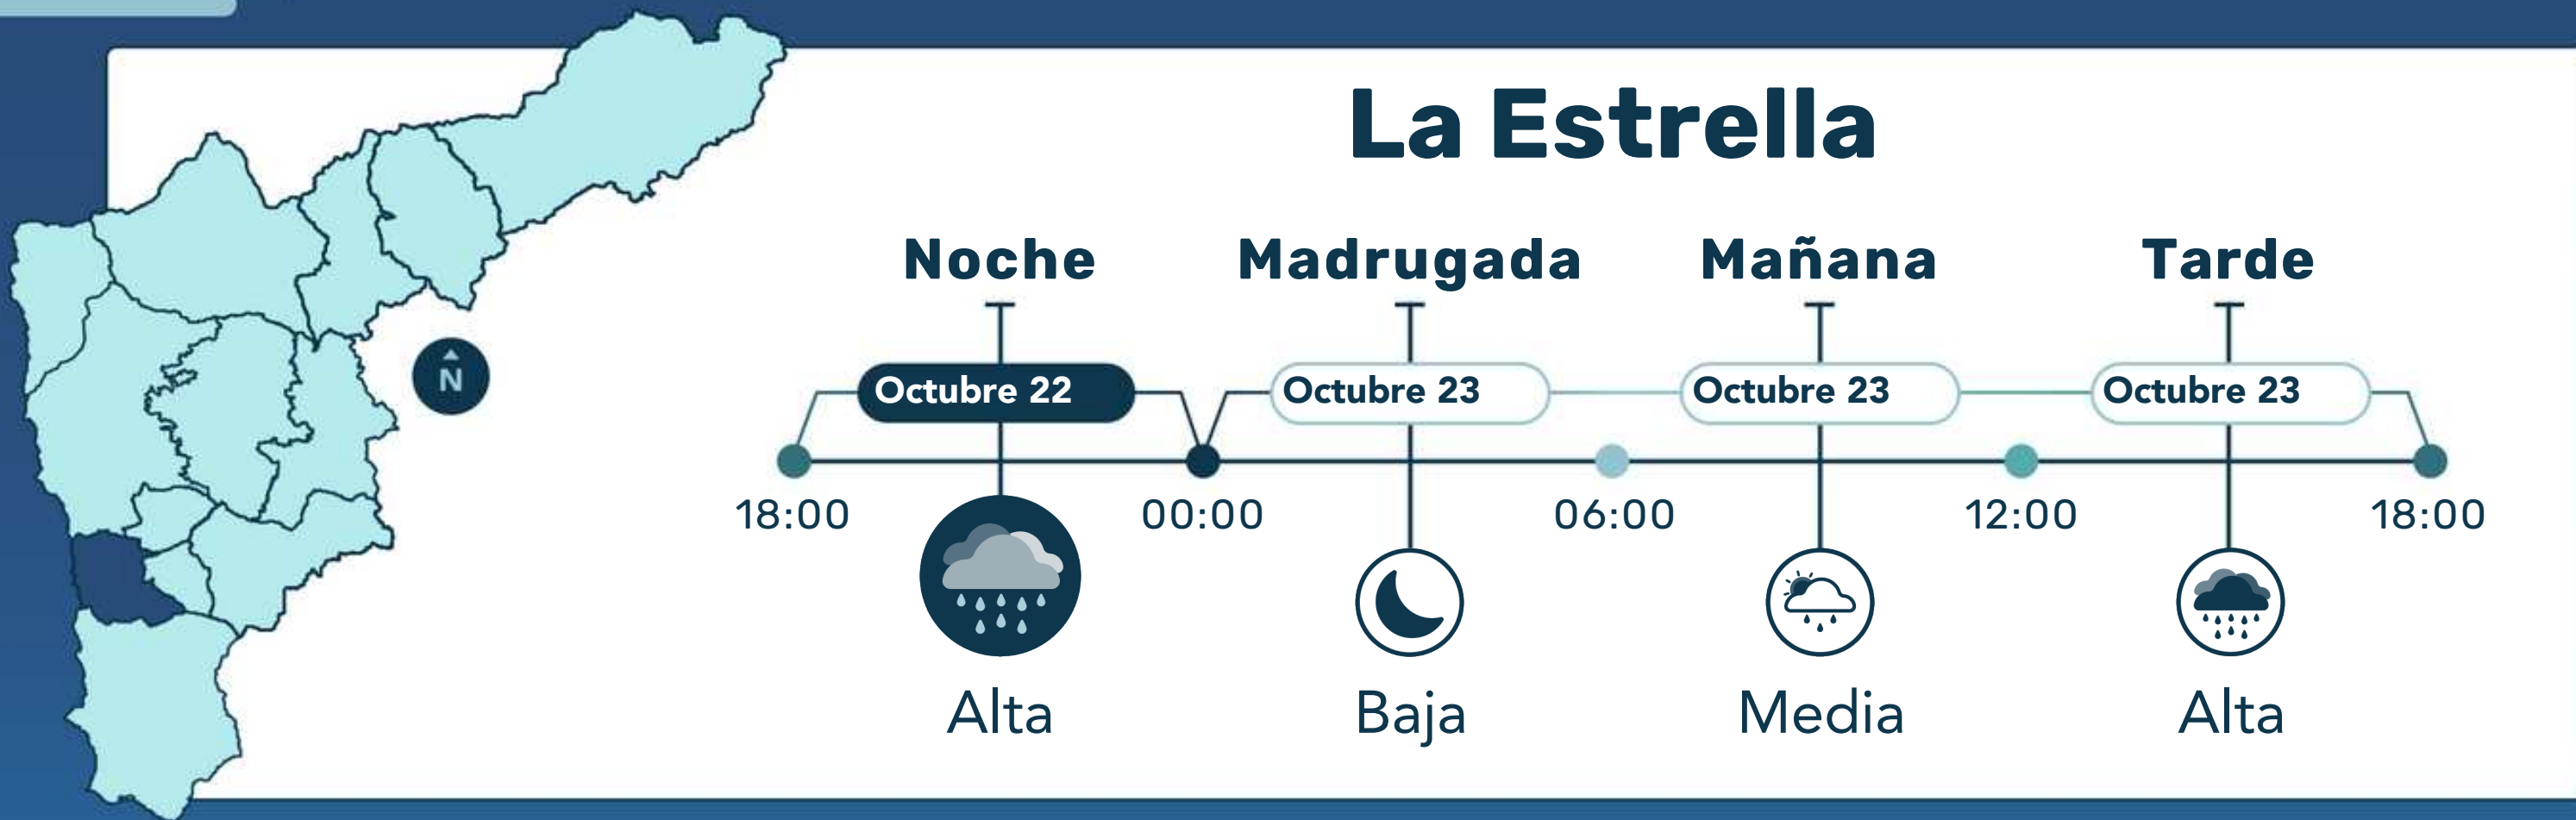 La Estrella
Noche Madrugada Mañana Tarde
N
Octubre 22 Octubre 23 Octubre 23 Octubre 23
18:00 00:00 06:00 12:00 18:00
Alta Baja Media Alta